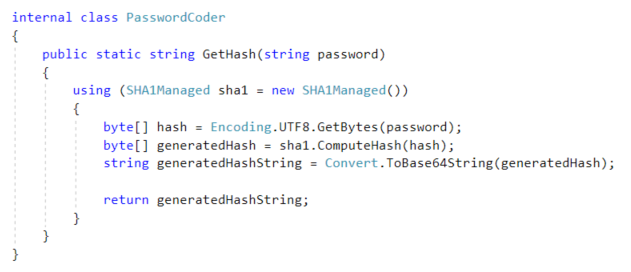 internal class PasswordCoder
{
public static string GetHash(string password)
{
using (SHA1Managed sha1 = new SHA1Managed())
{
byte[] hash = Encoding.UTF8.GetBytes(password);
byte[] generatedHash = sha1.ComputeHash(hash);
string generatedHashString = Convert.ToBase64String(generatedHash);
return generatedHashString;
}
}
}